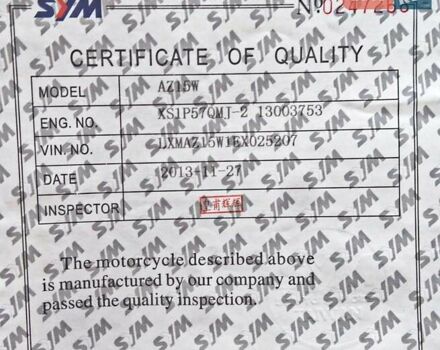 SYM
CERTIFICATE OF QUALITY
MODEL AZ15W
ENG. NO. XS1P57QMJ-2 13003753
VIN. NO.
DATE 2013-11-27
INSPECTOR
The motorcycle described above
is manufactured by our company and
passed the quality inspection.